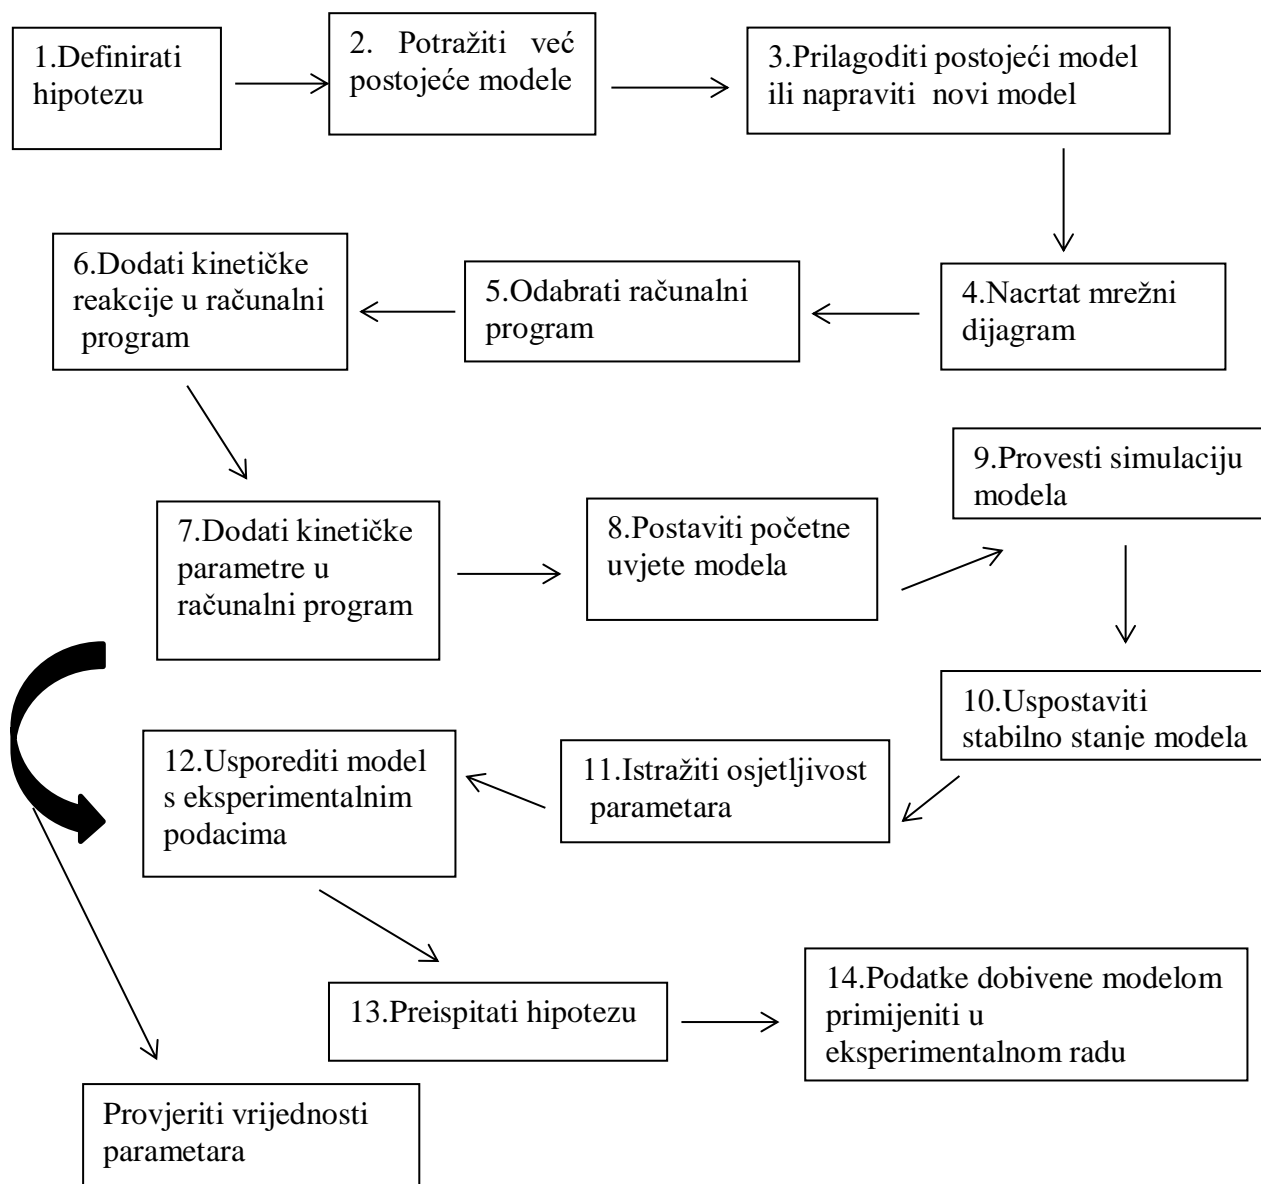 1.Definirati
hipotezu
2. Potražiti već
postojeće modele
3.Prilagoditi postojeći model
ili napraviti novi model
4.Nacrtat mrežni
dijagram
5.Odabrati računalni
program
6.Dodati kinetičke
reakcije u računalni
program
7.Dodati kinetičke
parametre u
računalni program
8.Postaviti početne
uvjete modela
9.Provesti simulaciju
modela
10.Uspostaviti
stabilno stanje modela
11.Istražiti osjetljivost
parametara
12.Usporediti model
s eksperimentalnim
podacima
13.Preispitati hipotezu
14.Podatke dobivene modelom
primijeniti u
eksperimentalnom radu
Provjeriti vrijednosti
parametara